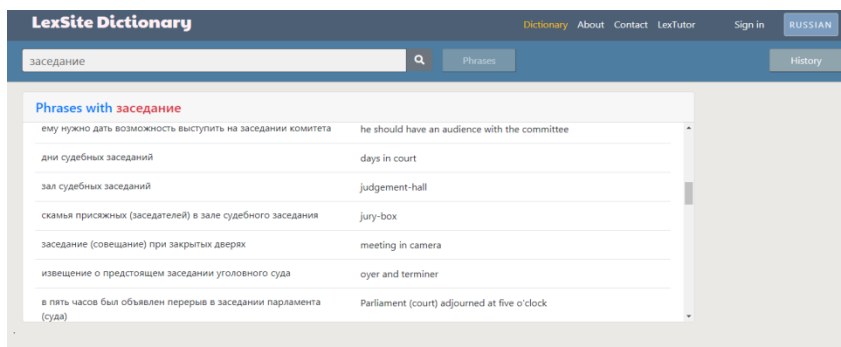 LexSite Dictionary
Dictionary About Contact LexTutor Sign in RUSSIAN
заседание Phrases History
Phrases with заседание
ему нужно дать возможность выступить на заседании комитета he should have an audience with the committee
дни судебных заседаний days in court
зал судебных заседаний judgement-hall
скамья присяжных (заседателей) в зале судебного заседания jury-box
заседание (совещание) при закрытых дверях meeting in camera
извещение о предстоящем заседании уголовного суда oyer and terminer
в пять часов был объявлен перерыв в заседании парламента Parliament (court) adjourned at five o'clock
(суда)